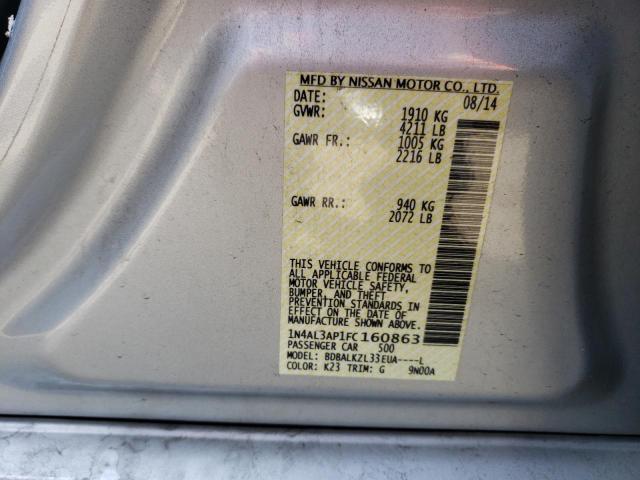 MFD BY NISSAN MOTOR CO., LTD.
DATE: 08/14
GVWR: 1910 KG
4211 LB
GAWR FR.: 1005 KG
2216 LB
GAWR RR.: 940 KG
2072 LB
THIS VEHICLE CONFORMS TO
ALL APPLICABLE FEDERAL
MOTOR VEHICLE SAFETY,
BUMPER, AND THEFT
PREVENTION STANDARDS IN
EFFECT ON THE DATE OF
MANUFACTURE SHOWN ABOVE.
1N4AL3AP1FC160863
PASSENGER CAR 500
MODEL: BDBALKZL33EUA----L
COLOR: K23 TRIM: G 9N00A